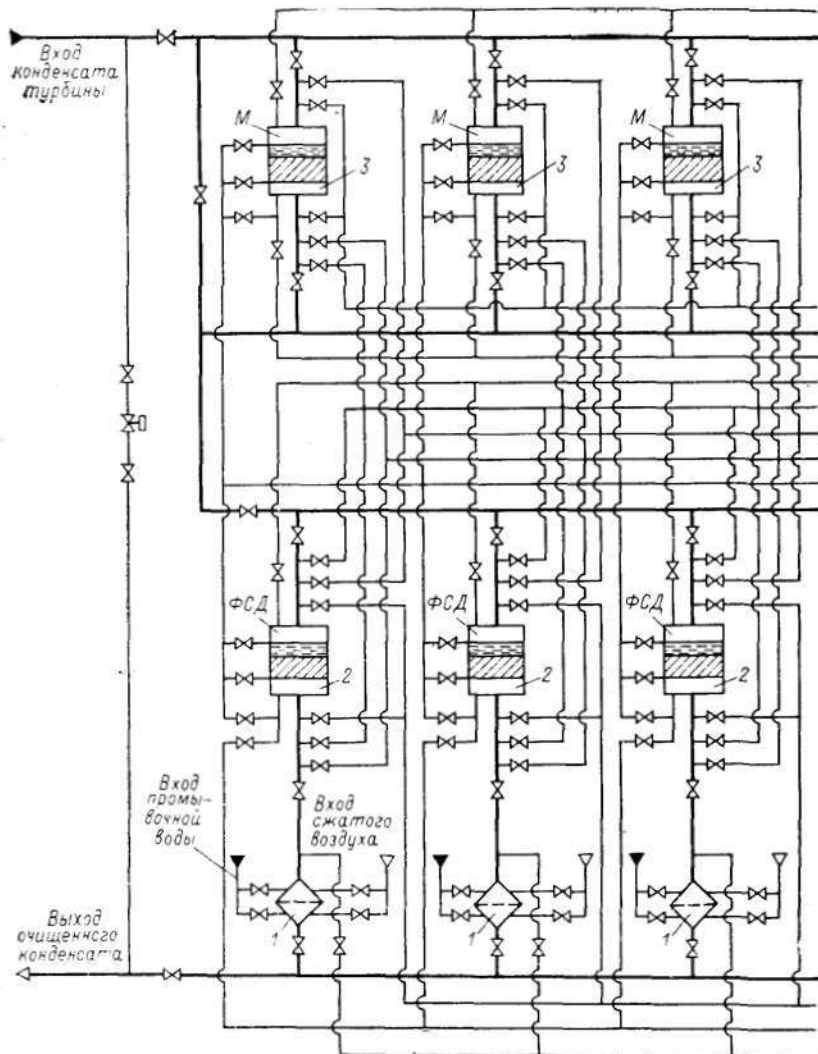 Вход
конденсата
турбины
М
М
М
3
3
3
ФСД
ФСД
ФСД
2
2
2
Вход
промы-
вочной
воды
Вход
сжатого
воздуха
1
1
1
Выход
очищенного
конденсата